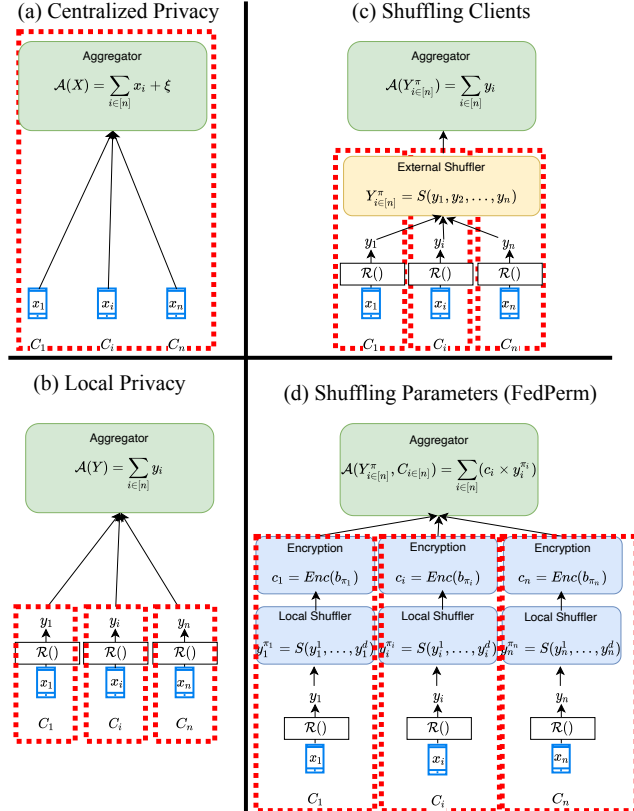 (a) Centralized Privacy
Aggregator
𝒜(X) = ∑_{i∈[n]} x_i + ξ
x_1 x_i x_n
C_1 C_i C_n
(c) Shuffling Clients
Aggregator
𝒜(Y^π_{i∈[n]}) = ∑_{i∈[n]} y_i
External Shuffler
Y^π_{i∈[n]} = S(y_1, y_2, . . . , y_n)
y_1 y_i y_n
ℛ() ℛ() ℛ()
x_1 x_i x_n
C_1 C_i C_n
(b) Local Privacy
Aggregator
𝒜(Y) = ∑_{i∈[n]} y_i
y_1 y_i y_n
ℛ() ℛ() ℛ()
x_1 x_i x_n
C_1 C_i C_n
(d) Shuffling Parameters (FedPerm)
Aggregator
𝒜(Y^π_{i∈[n]}, C_{i∈[n]}) = ∑_{i∈[n]} (c_i × y_i^{π_i})
Encryption Encryption Encryption
c_1 = Enc(b_{π_1}) c_i = Enc(b_{π_i}) c_n = Enc(b_{π_n})
Local Shuffler Local Shuffler Local Shuffler
y_1^{π_1} = S(y_1^1, . . . , y_1^d) y_i^{π_i} = S(y_i^1, . . . , y_i^d) y_n^{π_n} = S(y_n^1, . . . , y_n^d)
y_1 y_i y_n
ℛ() ℛ() ℛ()
x_1 x_i x_n
C_1 C_i C_n